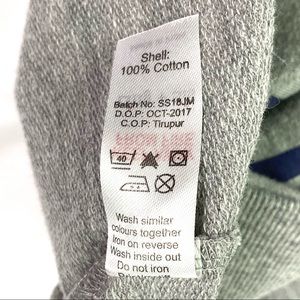 Shell:
100% Cotton
Batch No: SS18JM
D.O.P: OCT-2017
C.O.P: Tirupur
40
Wash similar
colours together
Iron on reverse
Wash inside out
Do not iron